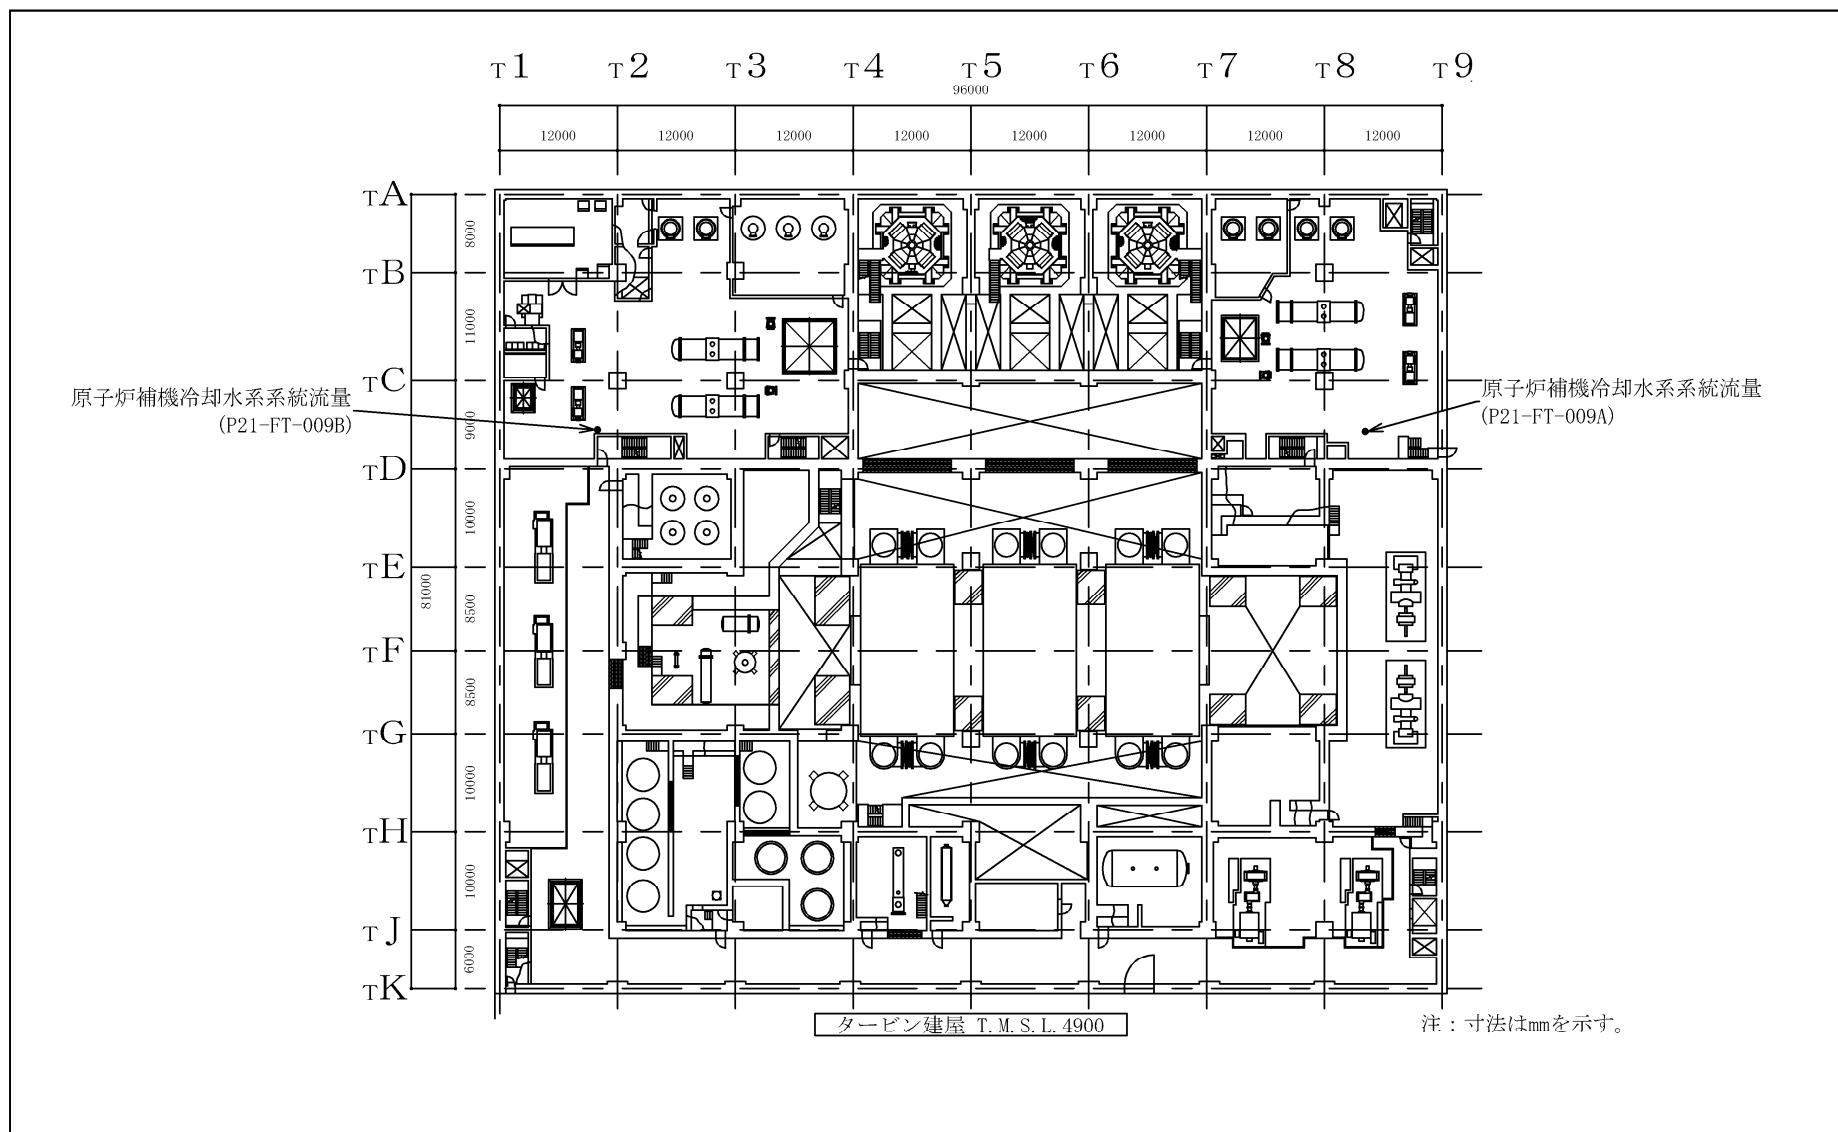 T1 T2 T3 T4 T5 T6 T7 T8 T9
96000
12000 12000 12000 12000 12000 12000 12000 12000
TA
8000
TB
11000
TC
原子炉補機冷却水系系統流量
(P21-FT-009B)
原子炉補機冷却水系系統流量
(P21-FT-009A)
9000
TD
10000
TE
81000
8500
TF
8500
TG
10000
TH
10000
TJ
6000
TK
タービン建屋 T.M.S.L.4900
注：寸法はmmを示す。